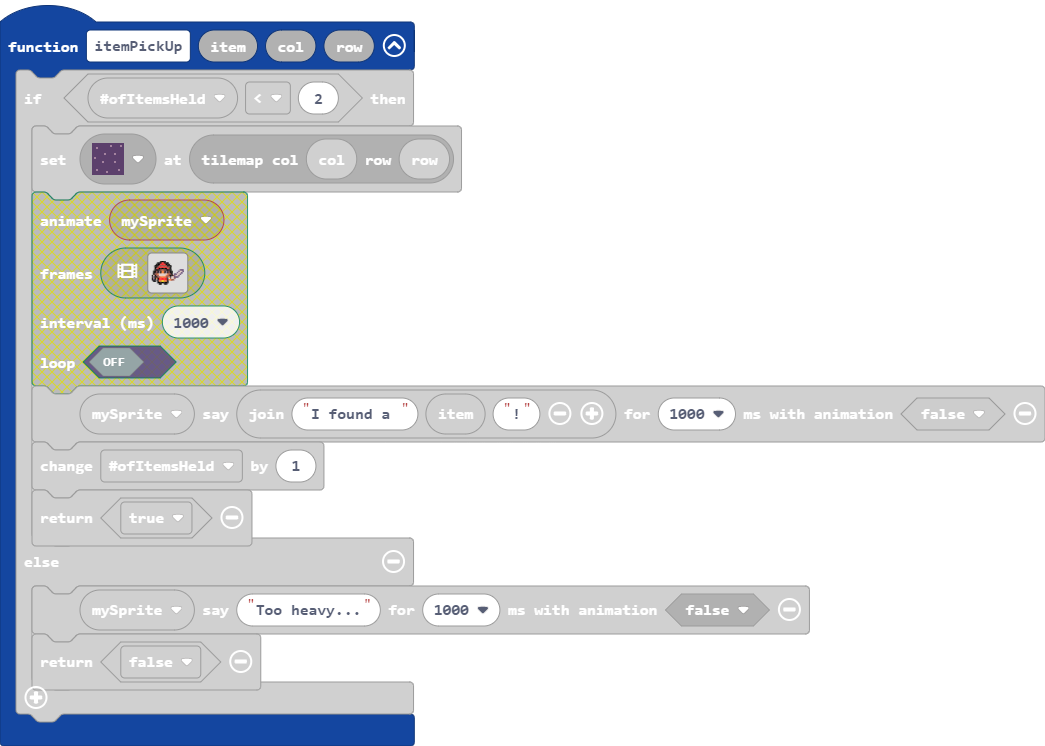 function itemPickUp item col row
if #ofItemsHeld < 2 then
set at tilemap col col row row
animate mySprite
frames
interval (ms) 1000
loop OFF
mySprite say join "I found a " item "!" for 1000 ms with animation false
change #ofItemsHeld by 1
return true
else
mySprite say "Too heavy..." for 1000 ms with animation false
return false